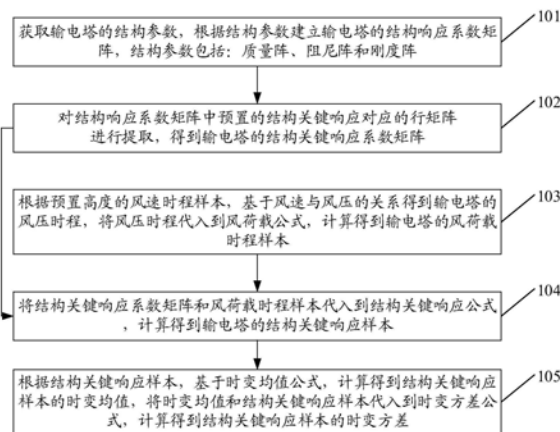 获取输电塔的结构参数，根据结构参数建立输电塔的结构响应系数矩
阵，结构参数包括：质量阵、阻尼阵和刚度阵
101
对结构响应系数矩阵中预置的结构关键响应对应的行矩阵
进行提取，得到输电塔的结构关键响应系数矩阵
102
根据预置高度的风速时程样本，基于风速与风压的关系得到输电塔的
风压时程，将风压时程代入到风荷载公式，计算得到输电塔的风荷载
时程样本
103
将结构关键响应系数矩阵和风荷载时程样本代入到结构关键响应公式
，计算得到输电塔的结构关键响应样本
104
根据结构关键响应样本，基于时变均值公式，计算得到结构关键响应
样本的时变均值，将时变均值和结构关键响应样本代入到时变方差公
式，计算得到结构关键响应样本的时变方差
105